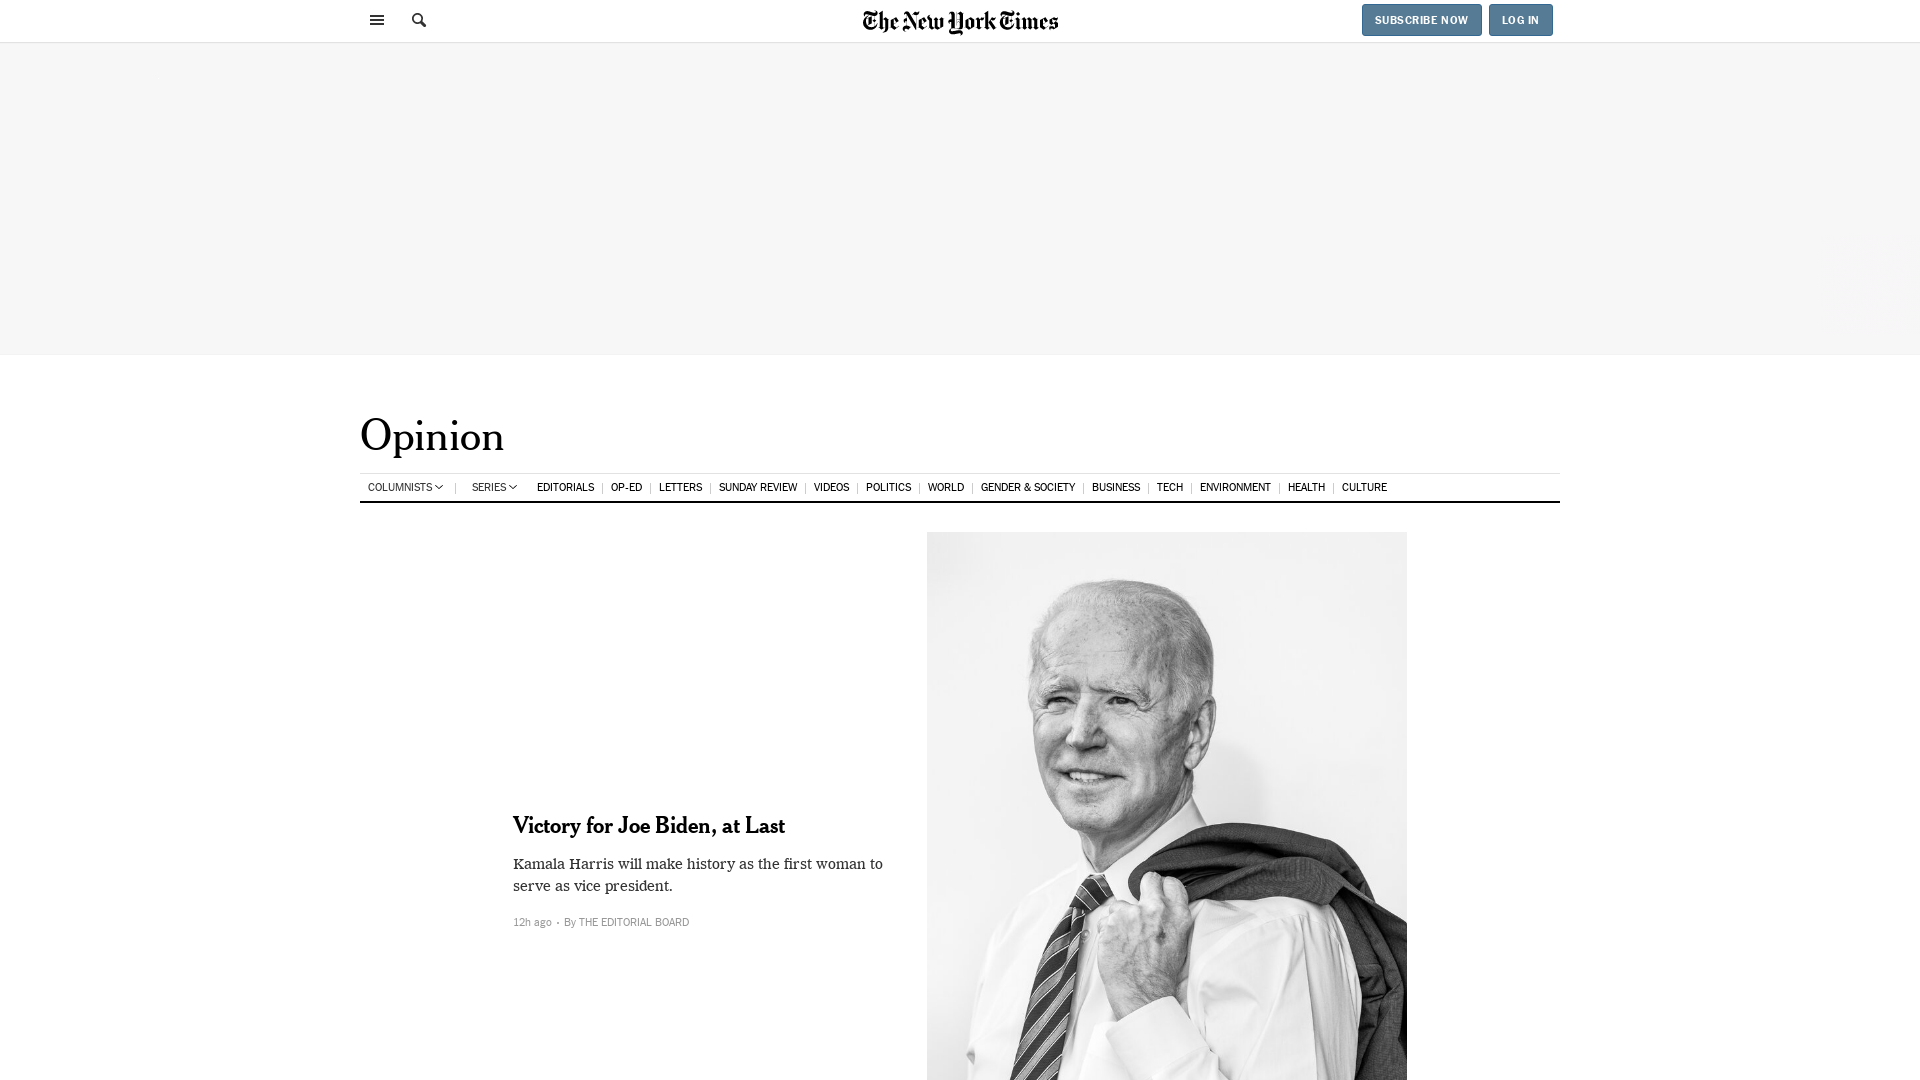 The New York Times
SUBSCRIBE NOW
LOG IN
Opinion
COLUMNISTS SERIES EDITORIALS OP-ED LETTERS SUNDAY REVIEW VIDEOS POLITICS WORLD GENDER & SOCIETY BUSINESS TECH ENVIRONMENT HEALTH CULTURE
Victory for Joe Biden, at Last
Kamala Harris will make history as the first woman to
serve as vice president.
12h ago • By THE EDITORIAL BOARD